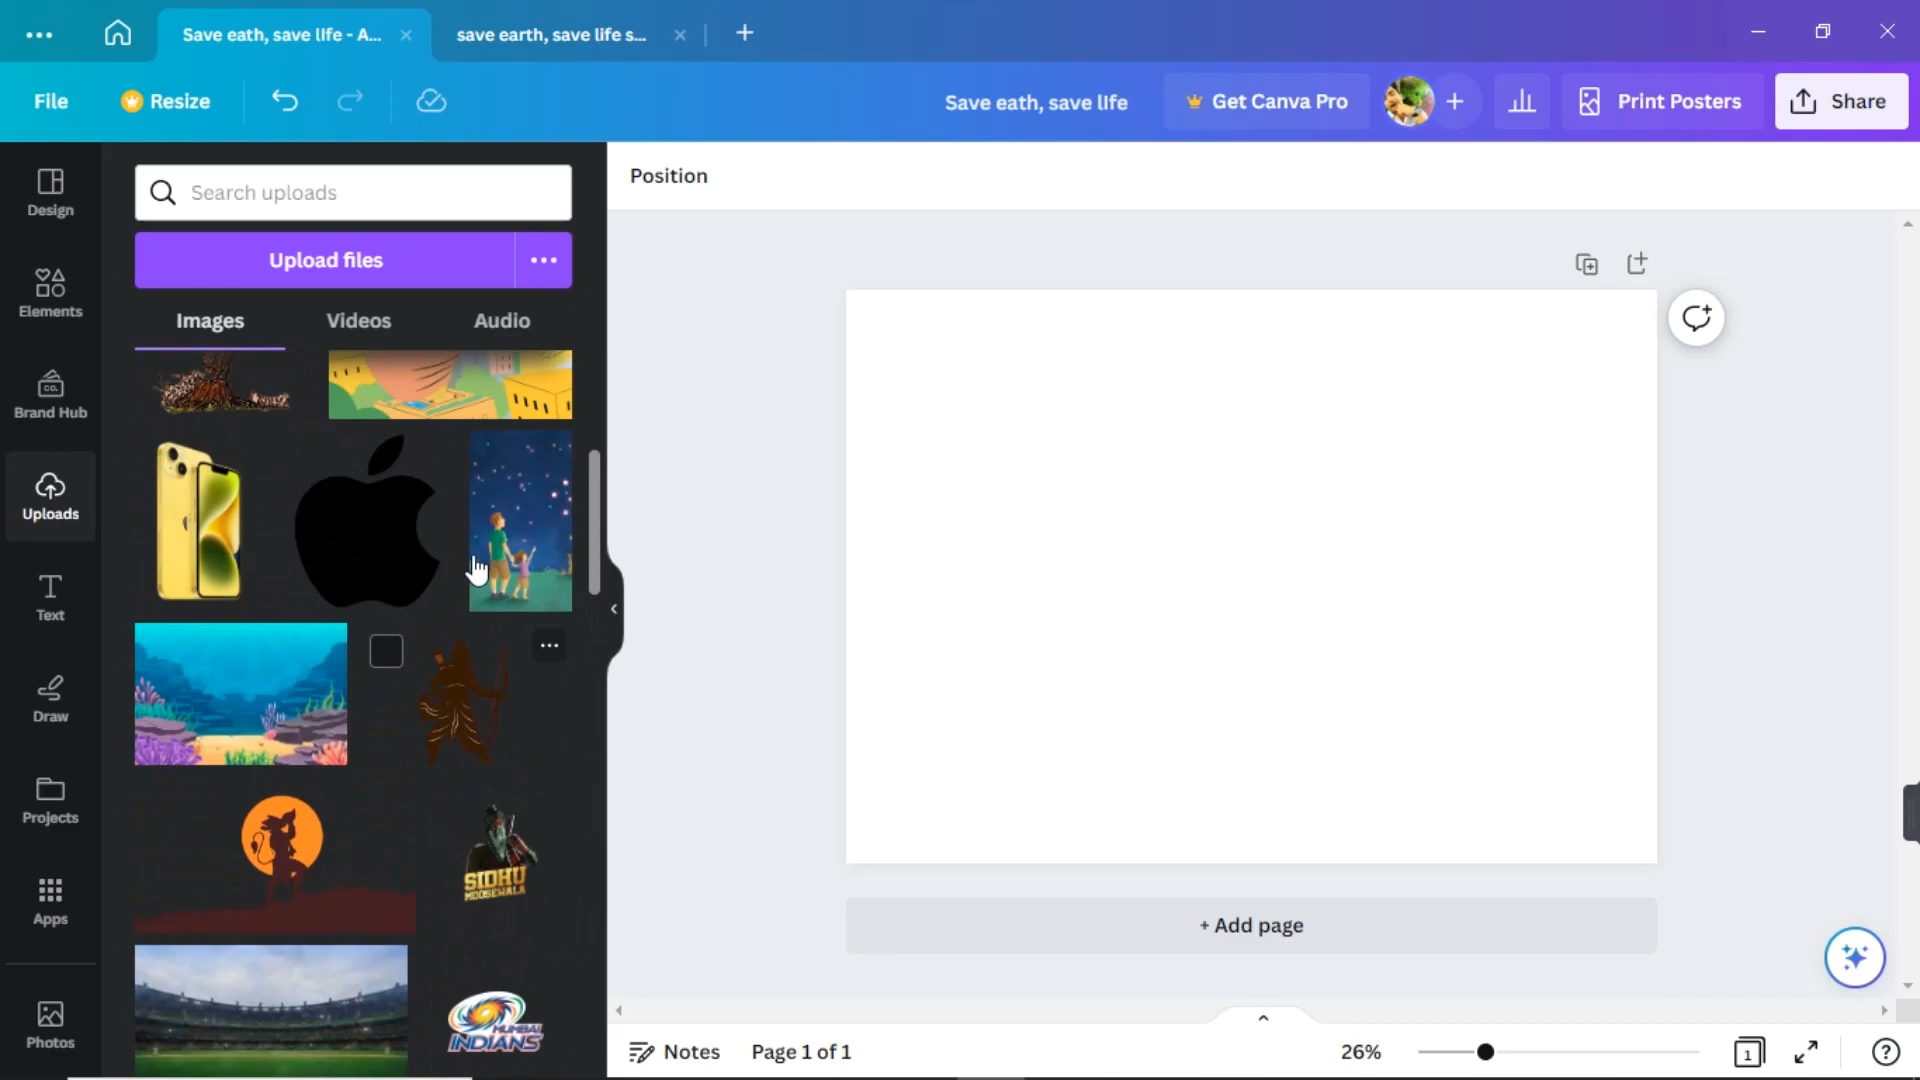 Save eath, save lIfe - A...
save earth, save life s...
File
Resize
Save eath, save lIfe
Get Canva Pro
Print Posters
Share
Design
Elements
CO.
Brand Hub
Uploads
Text
Draw
Projects
Apps
Photos
Search uploads
Upload files
Images
Videos
Audio
SIDHU
MOOSEWALA
MUMBAI
INDIANS
Position
+ Add page
Notes
Page 1 of 1
26%
1